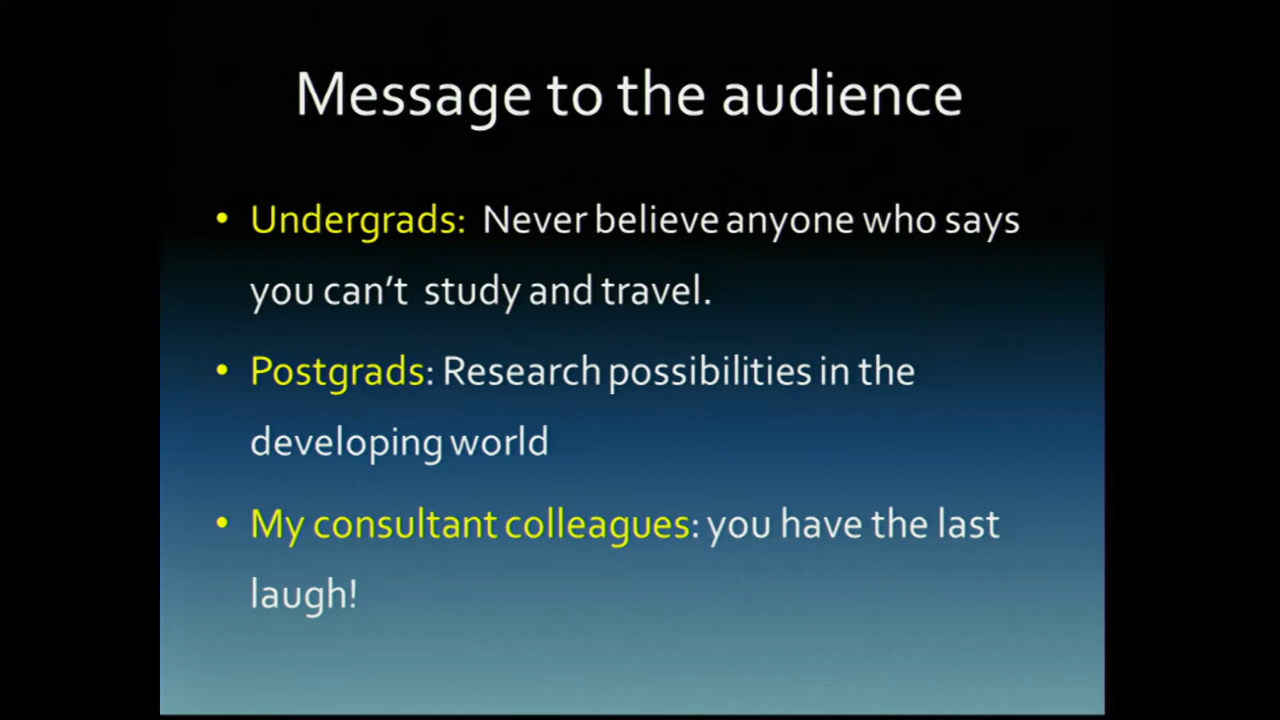 Message to the audience
• Undergrads: Never believe anyone who says
you can't study and travel.
• Postgrads: Research possibilities in the
developing world
• My consultant colleagues: you have the last
laugh!